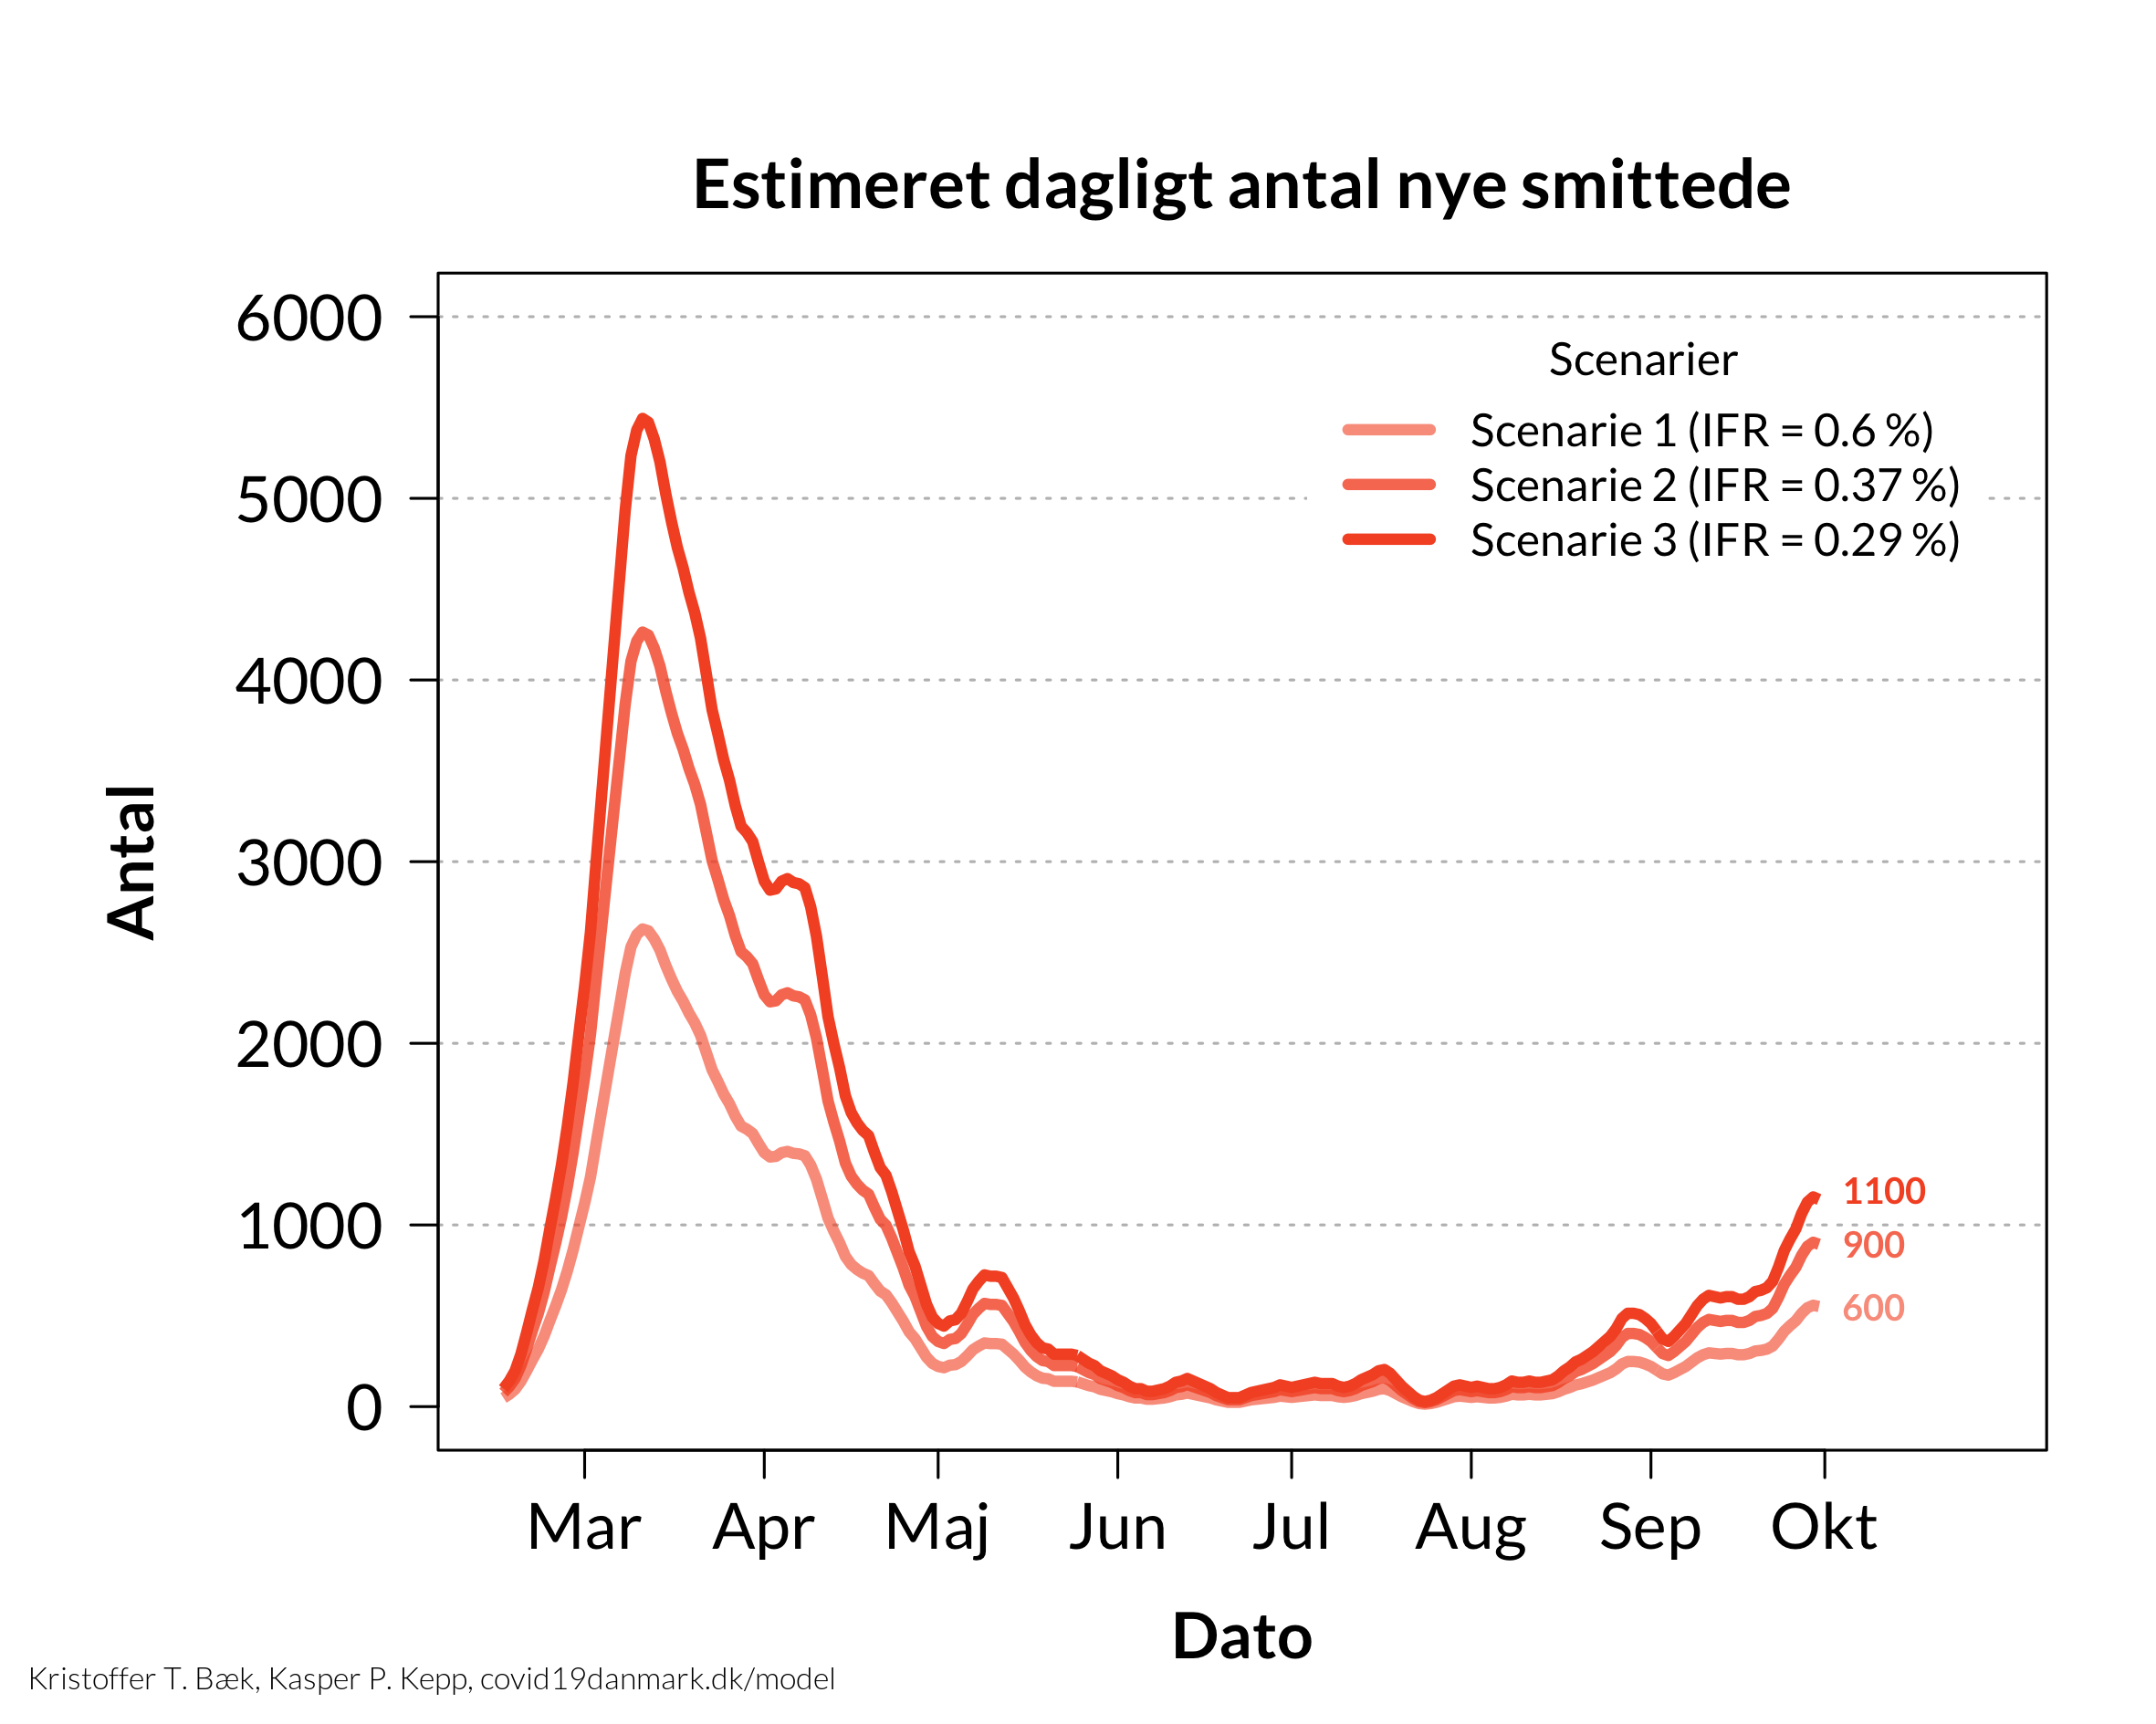 Estimeret dagligt antal nye smittede
Antal
6000
5000
4000
3000
2000
1000
0
Scenarier
Scenarie 1 (IFR = 0.6 %)
Scenarie 2 (IFR = 0.37 %)
Scenarie 3 (IFR = 0.29 %)
1100
900
600
Mar Apr Maj Jun Jul Aug Sep Okt
Dato
Kristoffer T. Bæk, Kasper P. Kepp, covid19danmark.dk/model